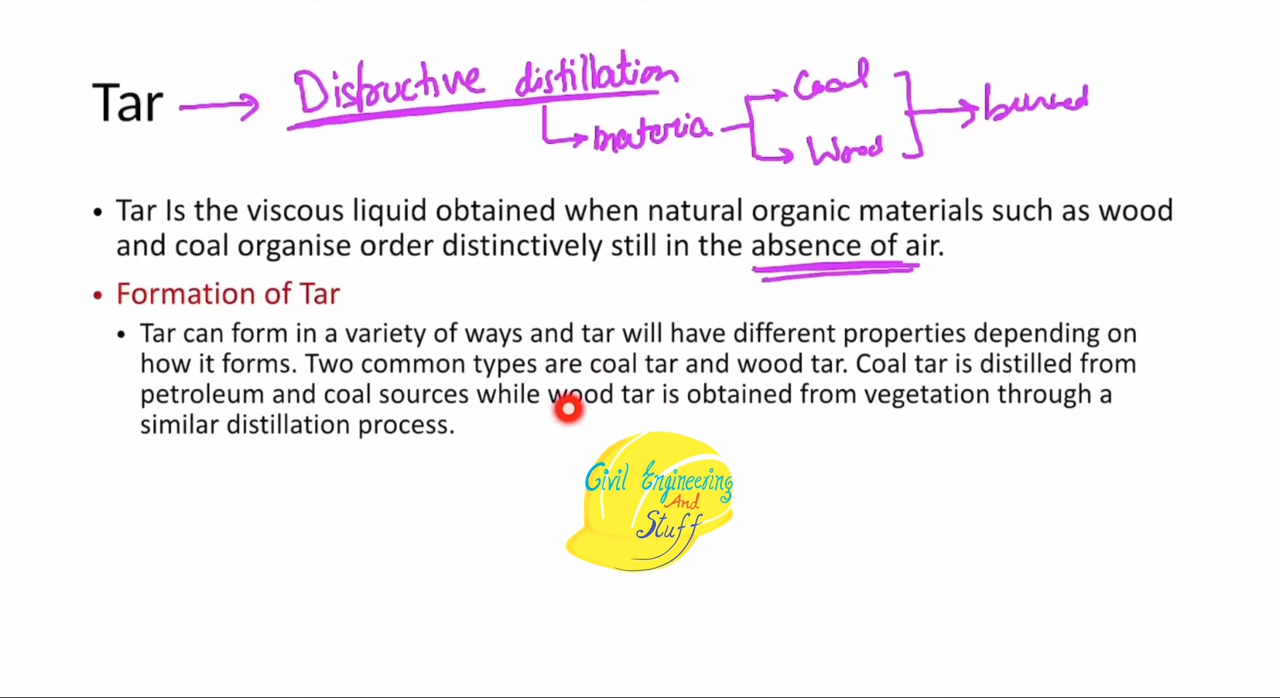 Tar → Distructive distillation
materia
Coal
Wood
burned
• Tar Is the viscous liquid obtained when natural organic materials such as wood
and coal organise order distinctively still in the absence of air.
• Formation of Tar
• Tar can form in a variety of ways and tar will have different properties depending on
how it forms. Two common types are coal tar and wood tar. Coal tar is distilled from
petroleum and coal sources while wood tar is obtained from vegetation through a
similar distillation process.
Civil Engineering
And
Stuff